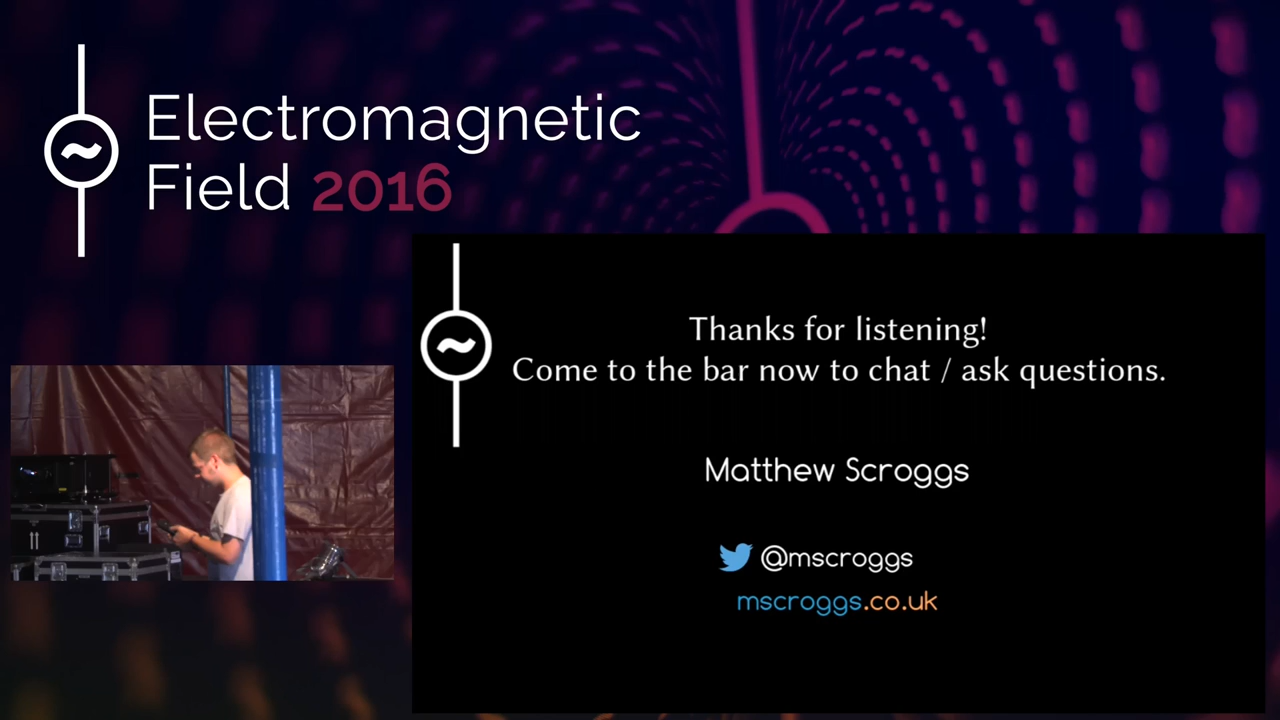 Electromagnetic
Field 2016
Thanks for listening!
Come to the bar now to chat / ask questions.
Matthew Scroggs
@mscroggs
mscroggs.co.uk